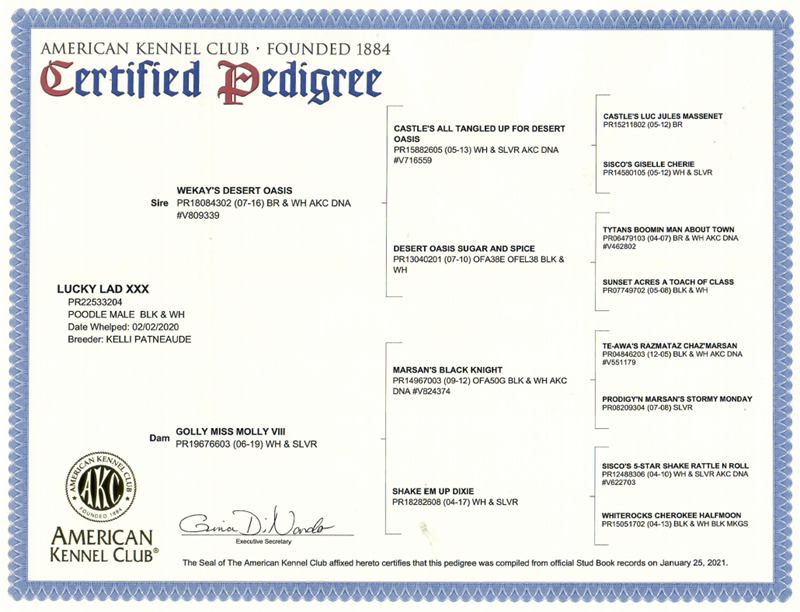 AMERICAN KENNEL CLUB • FOUNDED 1884
Certified Pedigree
CASTLE'S ALL TANGLED UP FOR DESERT
OASIS
PR15882605 (05-13) WH & SLVR AKC DNA
#V716559
CASTLE'S LUC JULES MASSENET
PR15211802 (05-12) BR
SISCO'S GISELLE CHERIE
PR14580105 (05-12) WH & SLVR
WEKAY'S DESERT OASIS
Sire PR18084302 (07-16) BR & WH AKC DNA
#V809339
DESERT OASIS SUGAR AND SPICE
PR13040201 (07-10) OFA38E OFEL38 BLK &
WH
TYTANS BOOMIN MAN ABOUT TOWN
PR06479103 (04-07) BR & WH AKC DNA
#V462802
SUNSET ACRES A TOACH OF CLASS
PR07749702 (05-08) BLK & WH
LUCKY LAD XXX
PR22533204
POODLE MALE BLK & WH
Date Whelped: 02/02/2020
Breeder: KELLI PATNEAUDE
MARSAN'S BLACK KNIGHT
PR14967003 (09-12) OFA50G BLK & WH AKC
DNA #V824374
TE-AWA'S RAZMATAZ CHAZ'MARSAN
PR04846203 (12-05) BLK & WH AKC DNA
#V551179
PRODIGY'N MARSAN'S STORMY MONDAY
PR08209304 (07-08) SLVR
GOLLY MISS MOLLY VIII
Dam PR19676603 (06-19) WH & SLVR
SHAKE EM UP DIXIE
PR18282608 (04-17) WH & SLVR
SISCO'S 5-STAR SHAKE RATTLE N ROLL
PR12488306 (04-10) WH & SLVR AKC DNA
#V622703
WHITEROCKS CHEROKEE HALFMOON
PR15051702 (04-13) BLK & WH BLK MKGS
AMERICAN KENNEL CLUB
AKC
FOUNDED 1884
AMERICAN
KENNEL CLUB®
Gina DiNardo
Executive Secretary
The Seal of The American Kennel Club affixed hereto certifies that this pedigree was compiled from official Stud Book records on January 25, 2021.